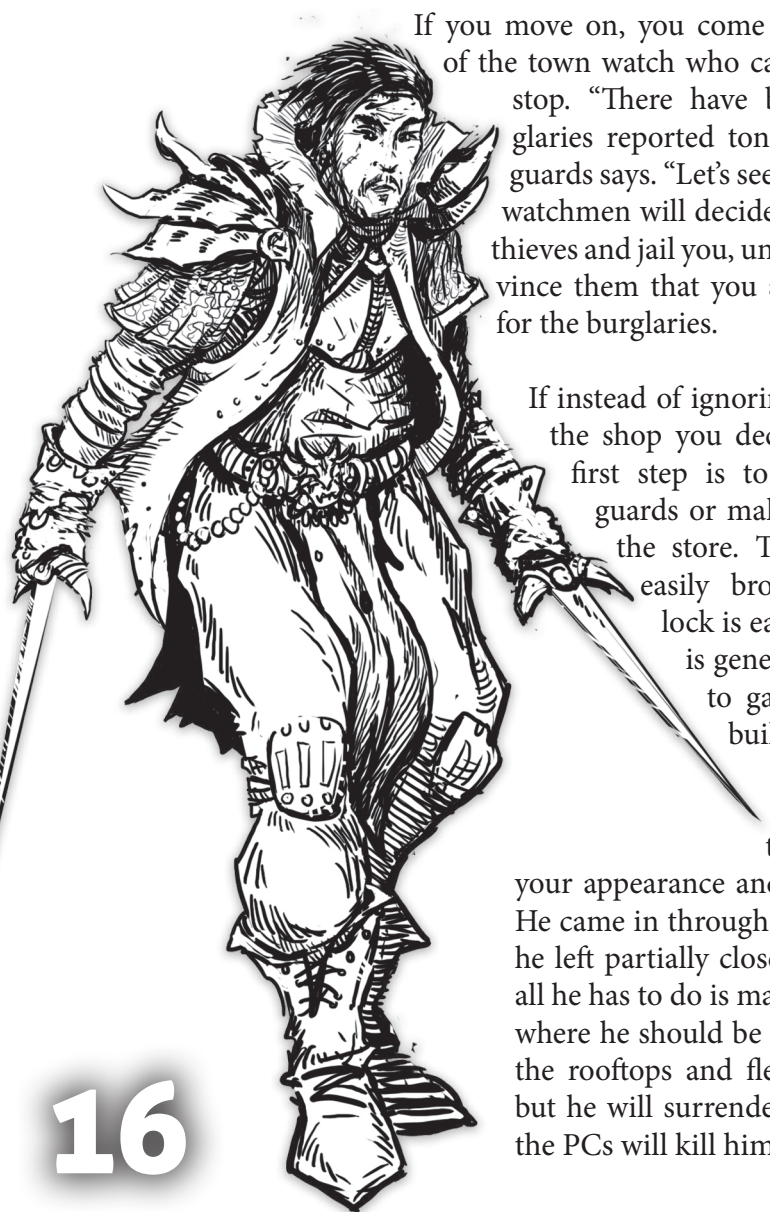 If you move on, you come
of the town watch who ca
stop. “There have b
glaries reported ton
guards says. “Let’s see
watchmen will decide
thieves and jail you, un
vince them that you a
for the burglaries.
If instead of ignorin
the shop you dec
first step is to
guards or mal
the store. T
easily bro
lock is ea
is gene
to ga
buil
t
your appearance and
He came in through
he left partially close
all he has to do is ma
where he should be
the rooftops and fle
but he will surrende
the PCs will kill him
16